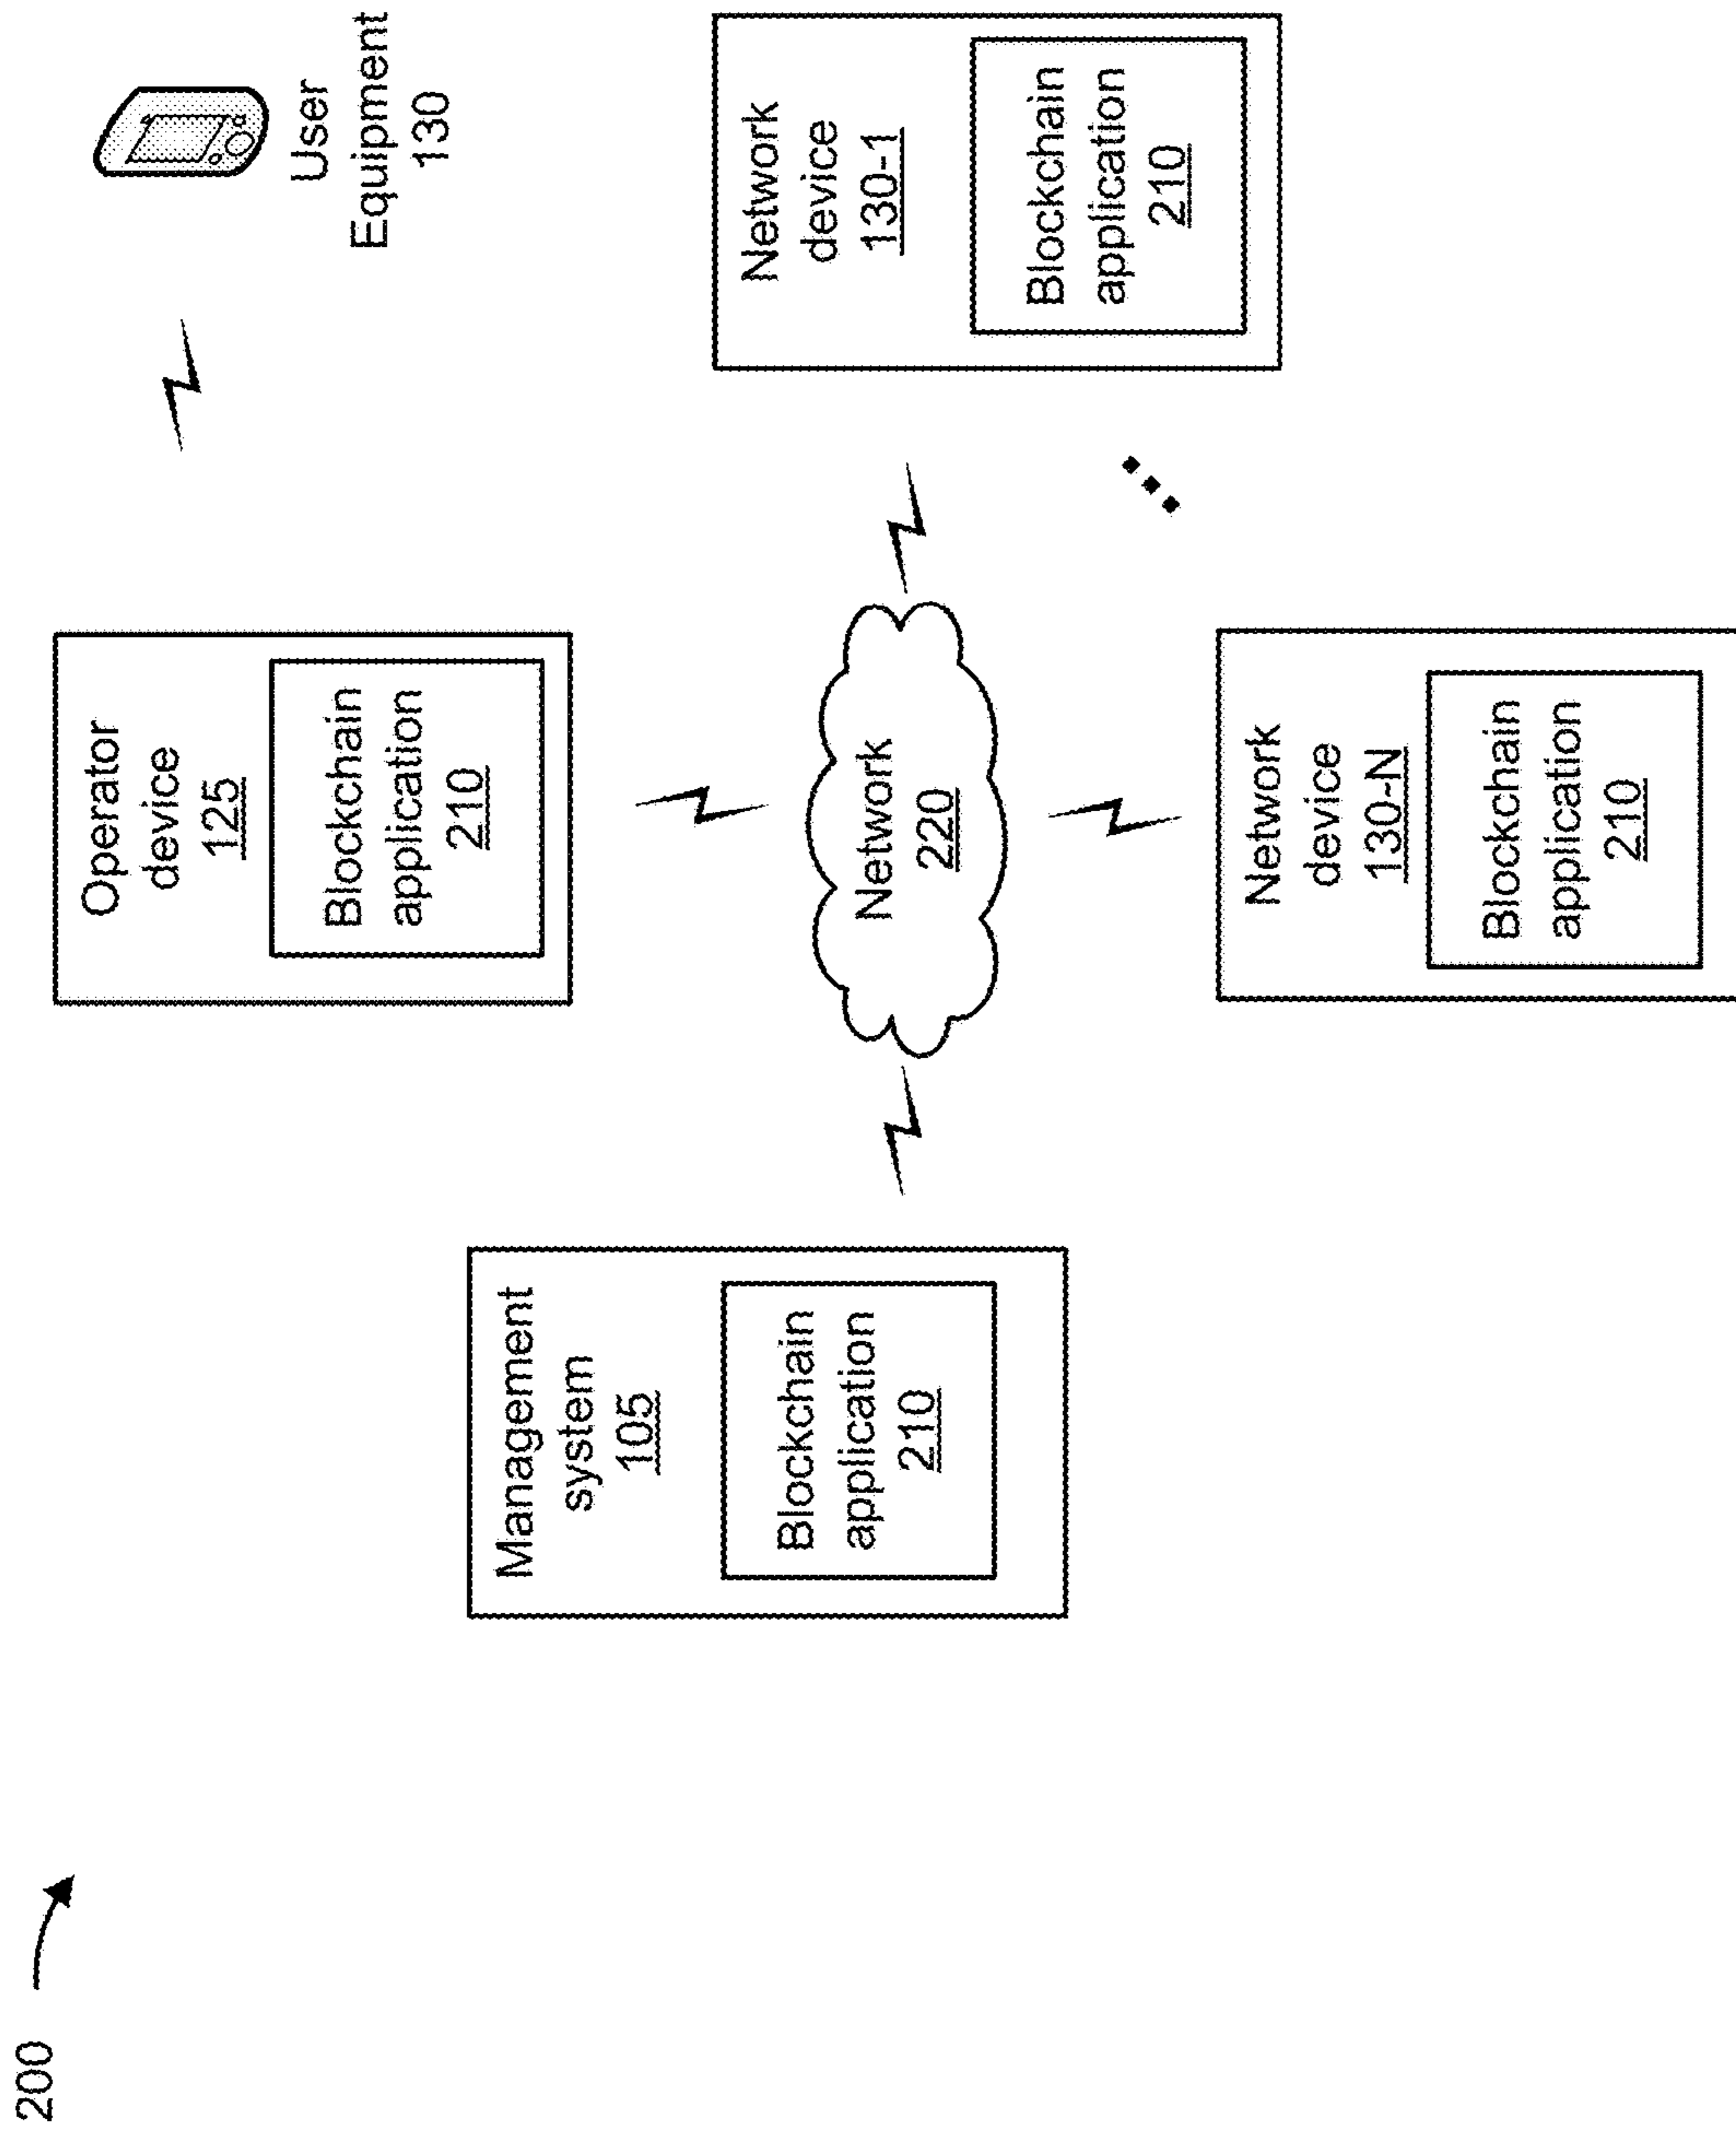 200
Operator
device
125
Blockchain
application
210
User
Equipment
130
Management
system
105
Blockchain
application
210
Network
220
Network
device
130-1
Blockchain
application
210
Network
device
130-N
Blockchain
application
210